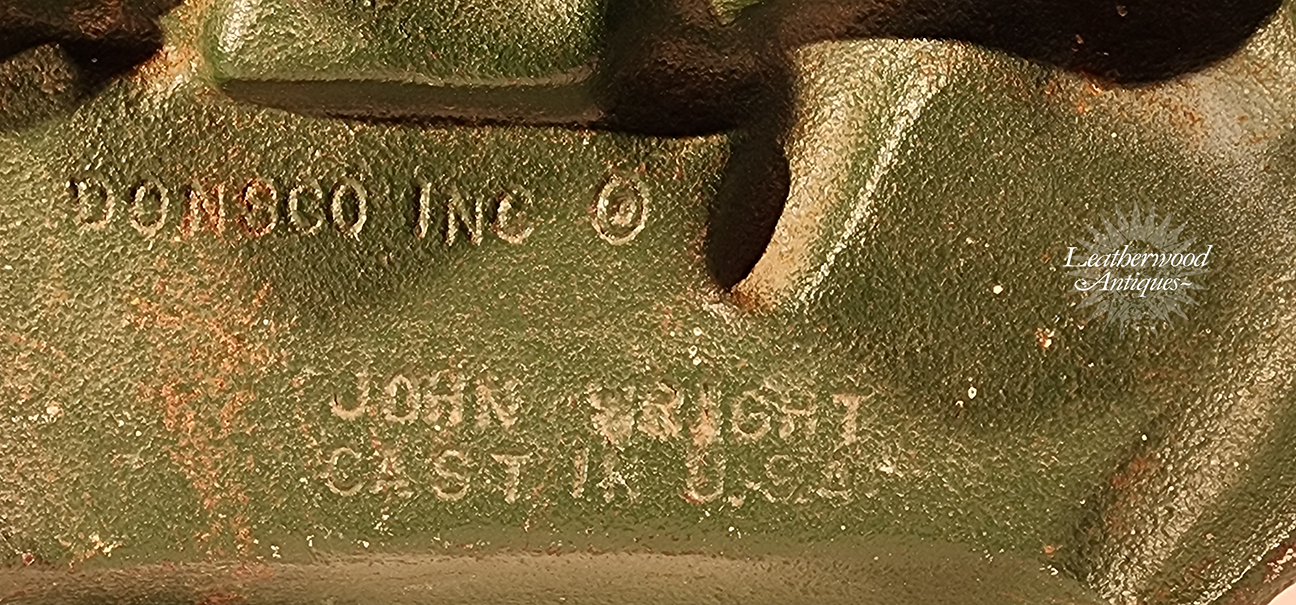 DONSCO INC ©
JOHN WRIGHT
CAST IN U.S.A.
Leatherwood
Antiques~